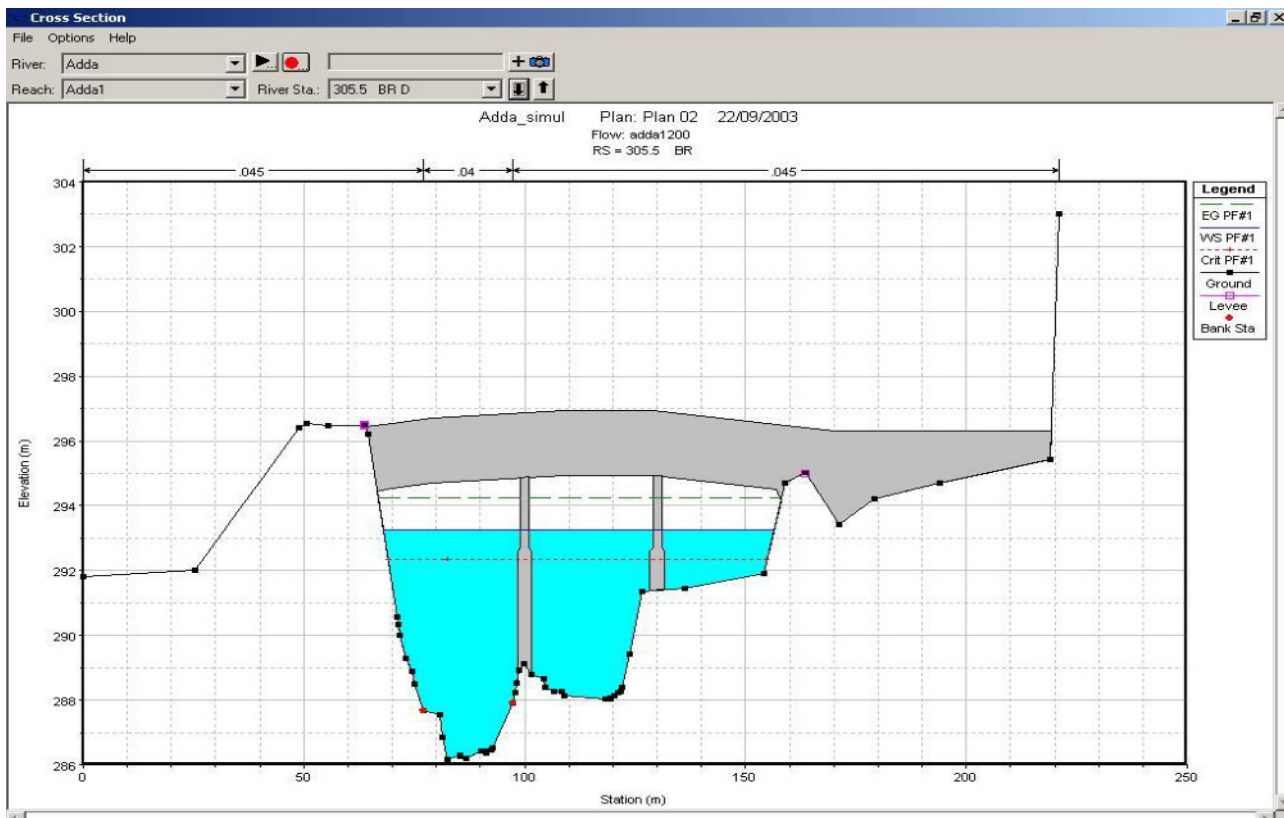 Cross Section
File Options Help
River: Adda
Reach: Adda1 River Sta.: 305.5 BR D
Adda_simul Plan: Plan 02 22/09/2003
Flow: adda1200
RS = 305.5 BR
.045 .04 .045
304
302
300
298
296
294
292
290
288
286
Elevation (m)
0 50 100 150 200 250
Station (m)
Legend
EG PF#1
WS PF#1
Crit PF#1
Ground
Levee
Bank Sta